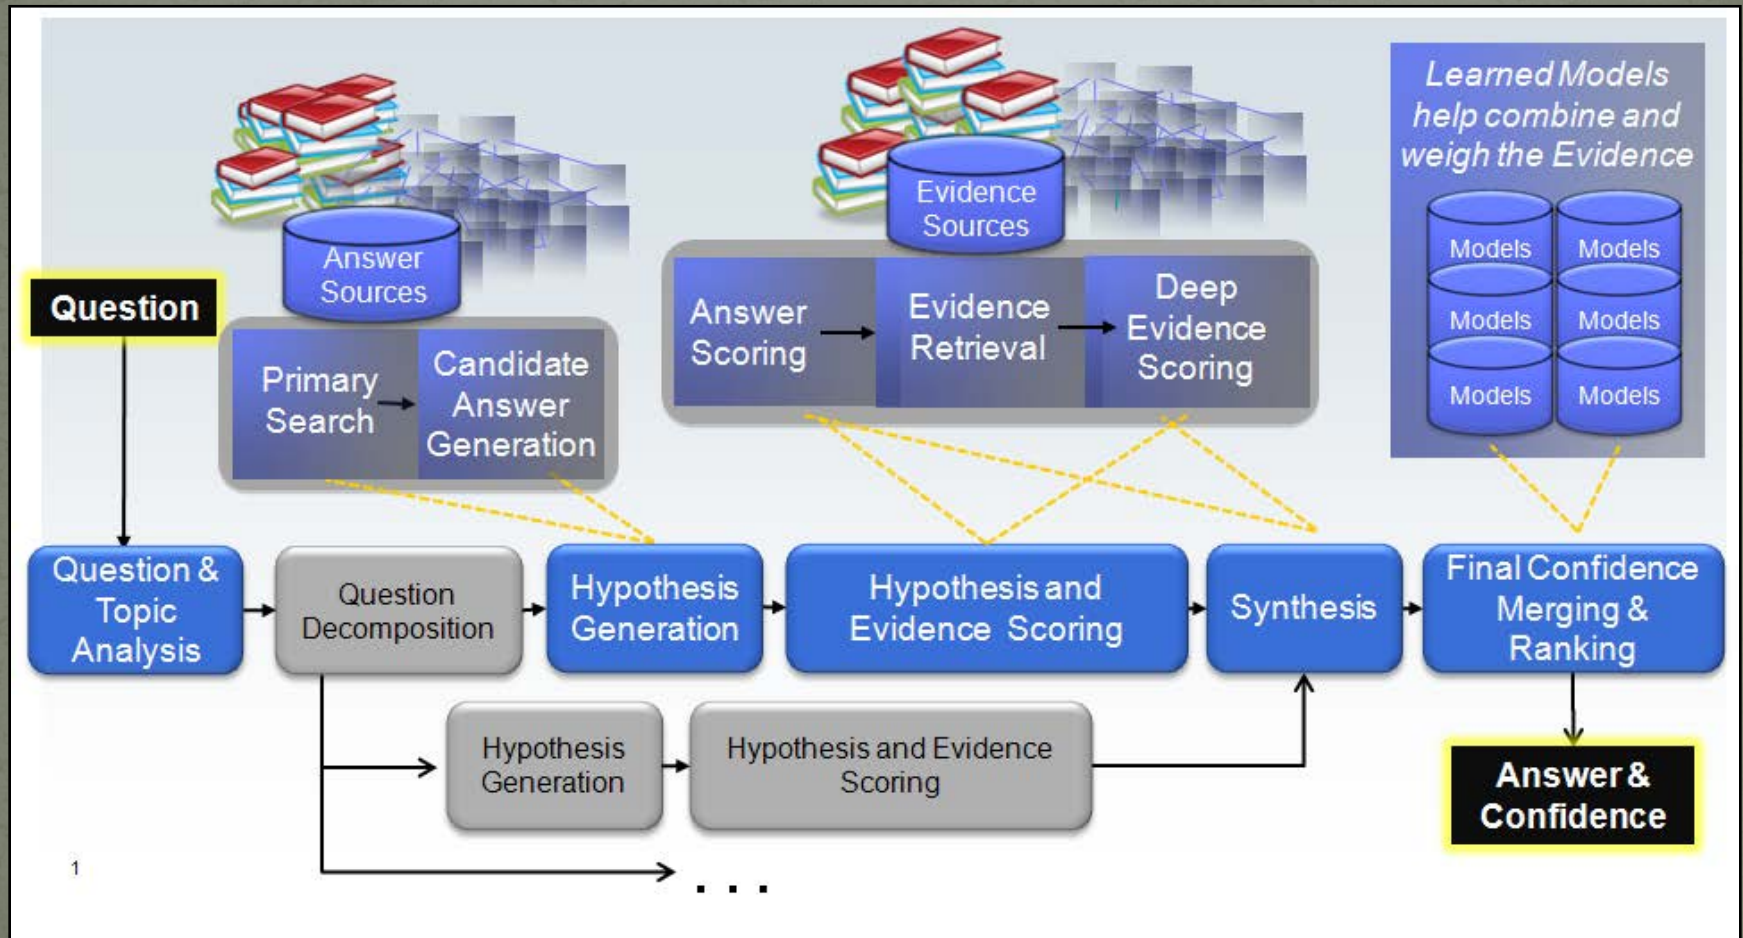 Learned Models
help combine and
weigh the Evidence
Models
Models
Models
Models
Models
Models
Evidence
Sources
Answer
Sources
Question
Primary
Search
Candidate
Answer
Generation
Answer
Scoring
Evidence
Retrieval
Deep
Evidence
Scoring
Question &
Topic
Analysis
Question
Decomposition
Hypothesis
Generation
Hypothesis and
Evidence Scoring
Synthesis
Final Confidence
Merging &
Ranking
Hypothesis
Generation
Hypothesis and Evidence
Scoring
Answer &
Confidence
1
. . .